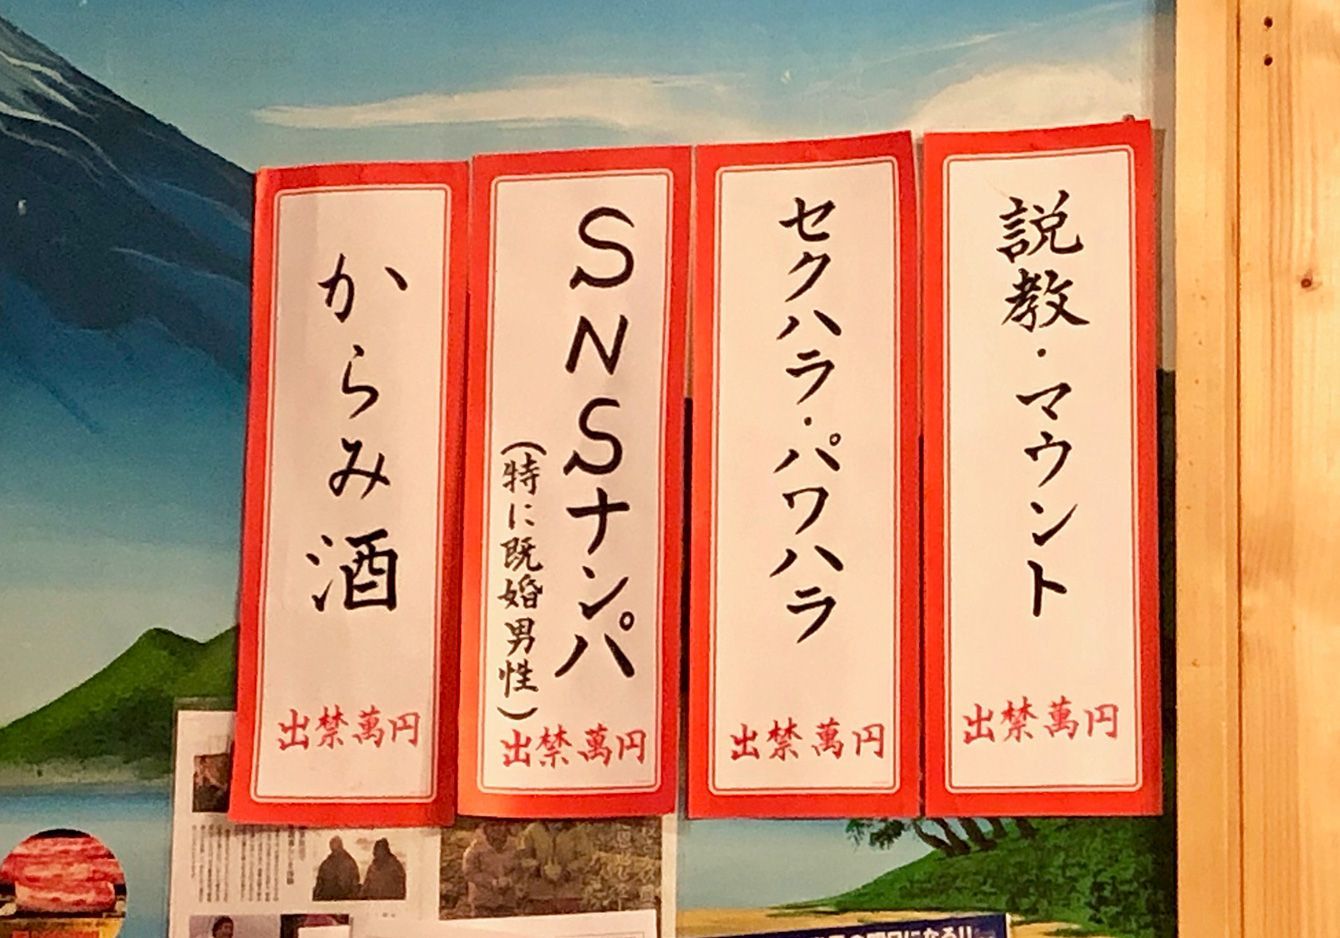 説教・マウント
出禁萬円
セクハラ・パワハラ
出禁萬円
SNSナンパ
(特に既婚男性)
出禁萬円
からみ酒
出禁萬円